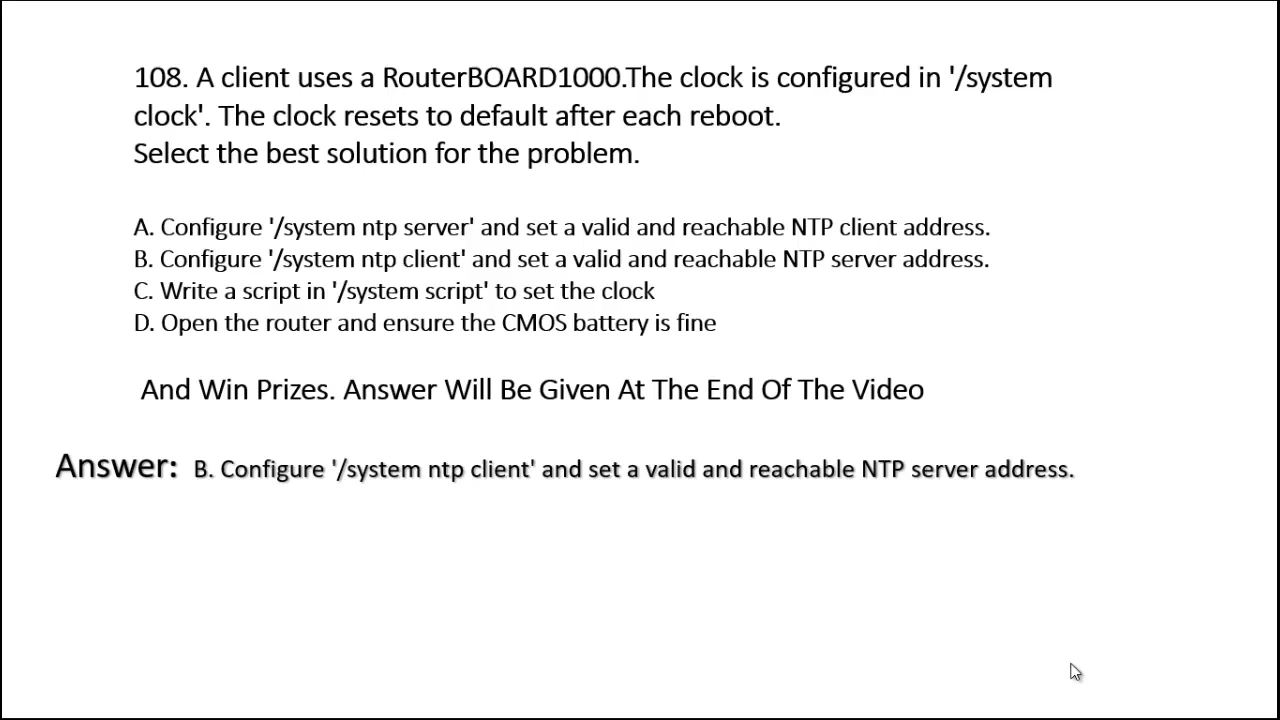 108. A client uses a RouterBOARD1000.The clock is configured in '/system
clock'. The clock resets to default after each reboot.
Select the best solution for the problem.
A. Configure '/system ntp server' and set a valid and reachable NTP client address.
B. Configure '/system ntp client' and set a valid and reachable NTP server address.
C. Write a script in '/system script' to set the clock
D. Open the router and ensure the CMOS battery is fine
And Win Prizes. Answer Will Be Given At The End Of The Video
Answer: B. Configure '/system ntp client' and set a valid and reachable NTP server address.